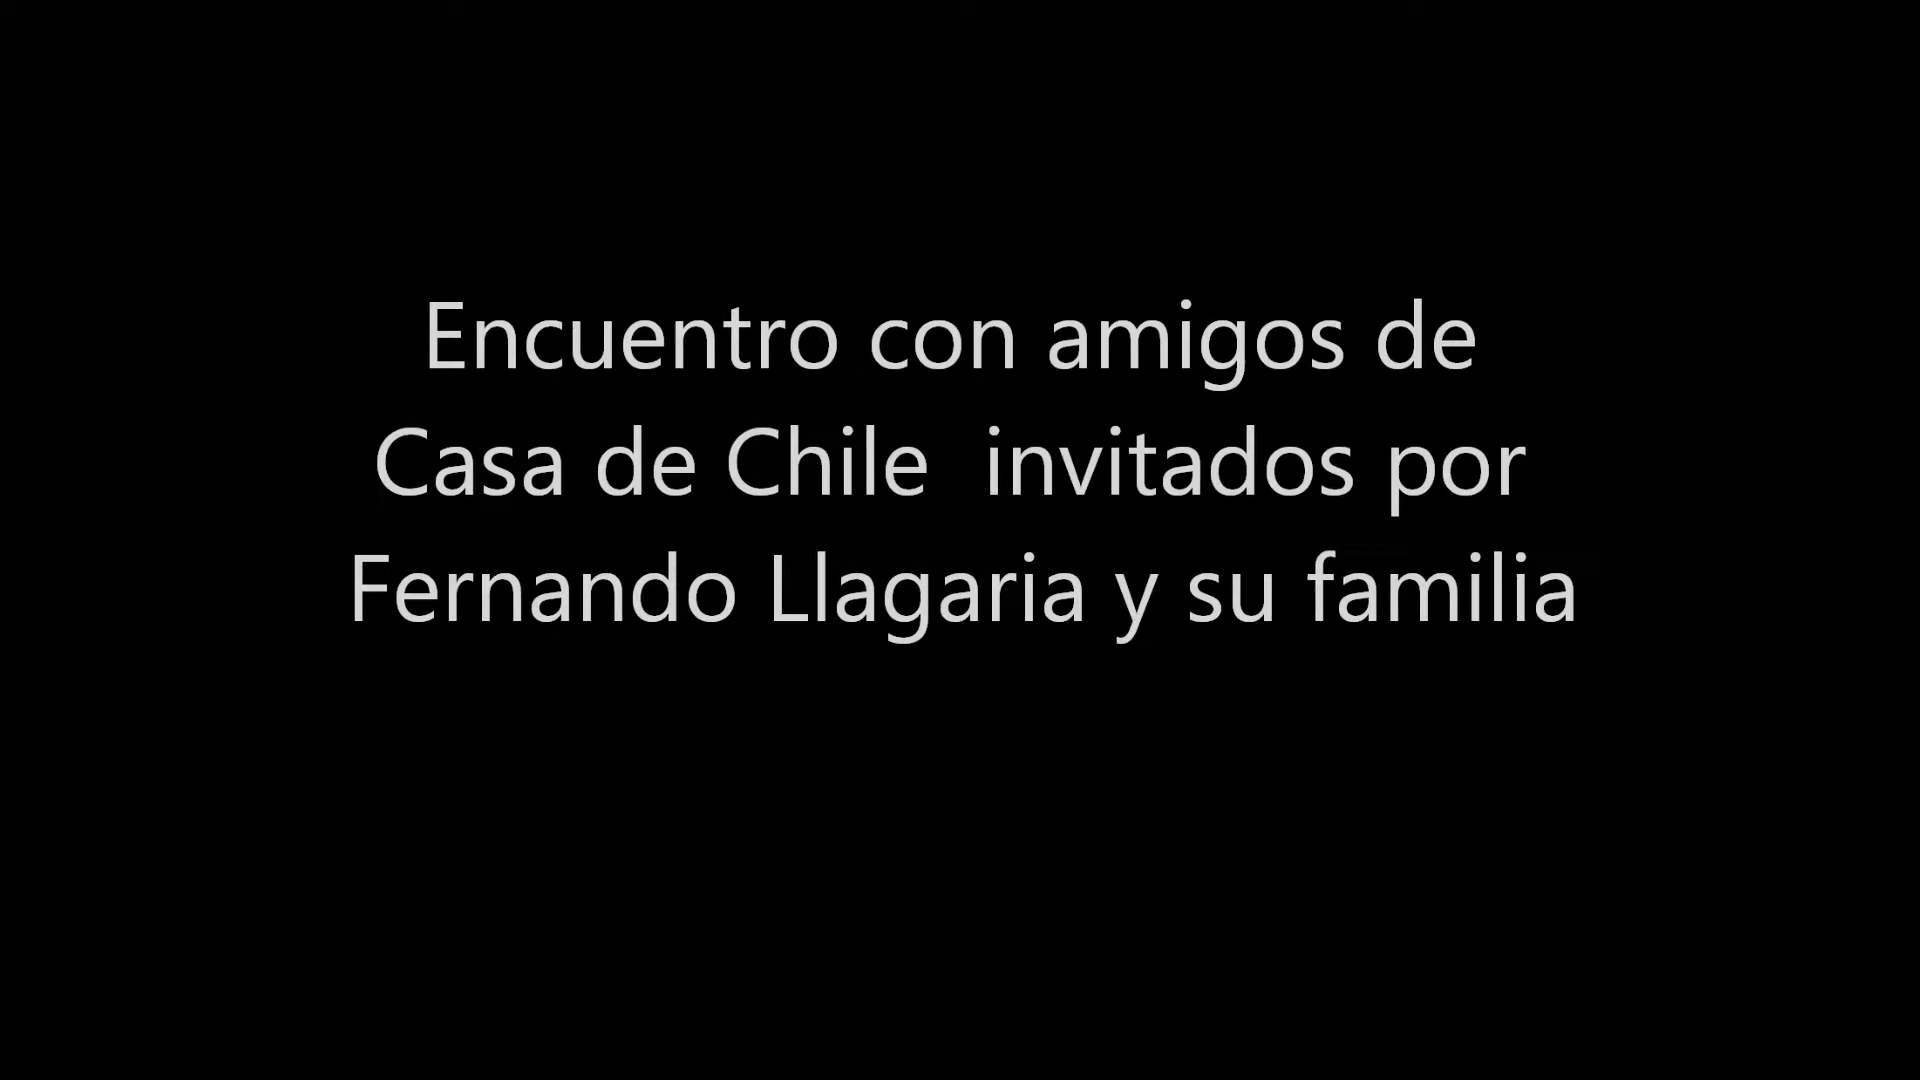 Encuentro con amigos de
Casa de Chile  invitados por
Fernando Llagaria y su familia